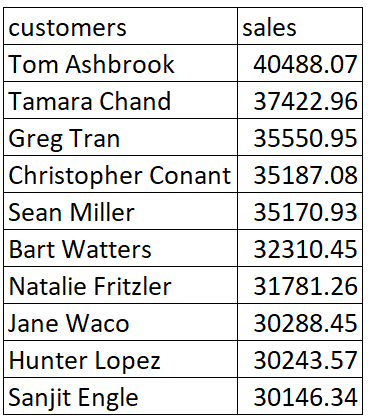 customers sales
Tom Ashbrook 40488.07
Tamara Chand 37422.96
Greg Tran 35550.95
Christopher Conant 35187.08
Sean Miller 35170.93
Bart Watters 32310.45
Natalie Fritzler 31781.26
Jane Waco 30288.45
Hunter Lopez 30243.57
Sanjit Engle 30146.34